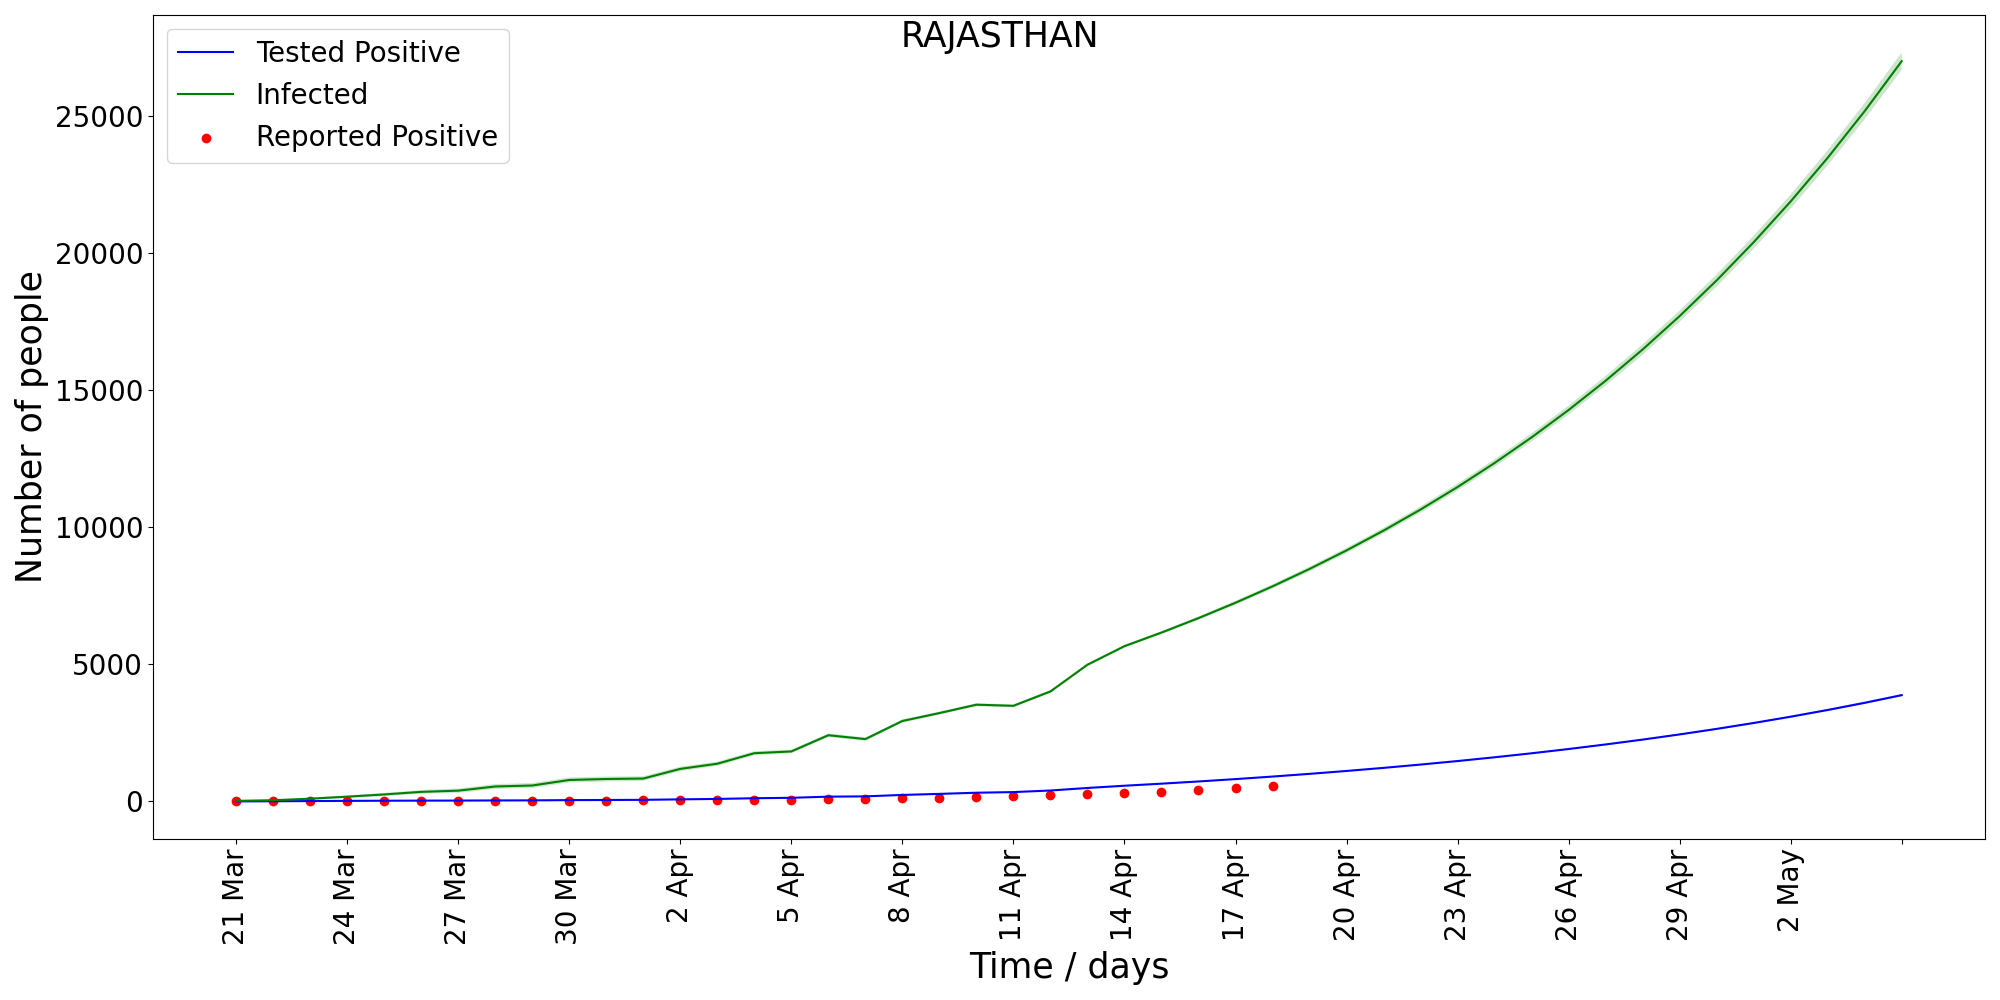 RAJASTHAN
Tested Positive
Infected
Reported Positive
Number of people
25000
20000
15000
10000
5000
0
21 Mar
24 Mar
27 Mar
30 Mar
2 Apr
5 Apr
8 Apr
11 Apr
14 Apr
17 Apr
20 Apr
23 Apr
26 Apr
29 Apr
2 May
Time / days